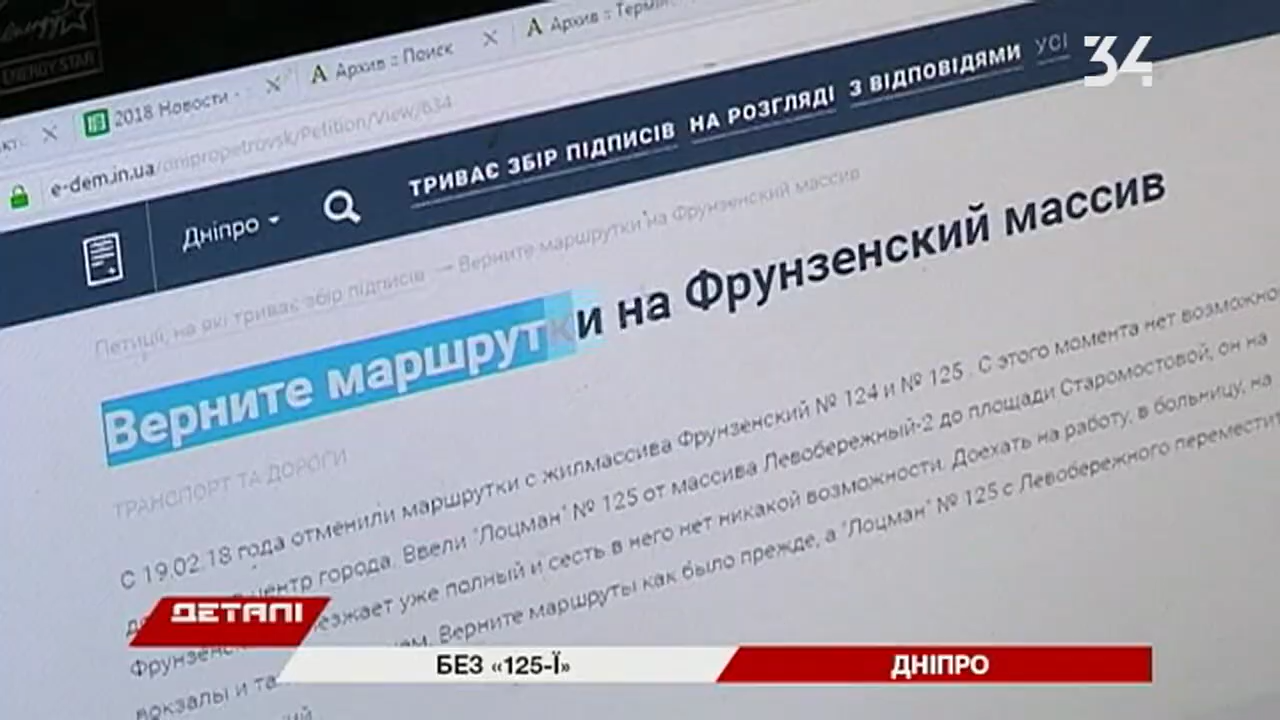 ENERGY STAR
2018 Новости -
Архив :: Поиск
Архив :: Термін
34
e-dem.in.ua/dnipropetrovsk/Petition/View/634
Дніпро
ТРИВАЄ ЗБІР ПІДПИСІВ НА РОЗГЛЯДІ З ВІДПОВІДЯМИ УСІ
Петиції, на які триває збір підписів — Верните маршрутки на Фрунзенский массив
Верните маршрутки на Фрунзенский массив
ТРАНСПОРТ ТА ДОРОГИ
С 19.02.18 года отменили маршрутки с жилмассива Фрунзенский № 124 и № 125 . С этого момента нет возможно
центр города. Ввели "Лоцман" № 125 от массива Левобережный-2 до площади Старомостовой, он на
уже полный и сесть в него нет никакой возможности. Доехать на работу, в больницу, на
вокзалы и Верните маршруты как было прежде, а "Лоцман" № 125 с Левобережного переместит
ДЕТАЛІ
БЕЗ «125-Ї»
ДНІПРО